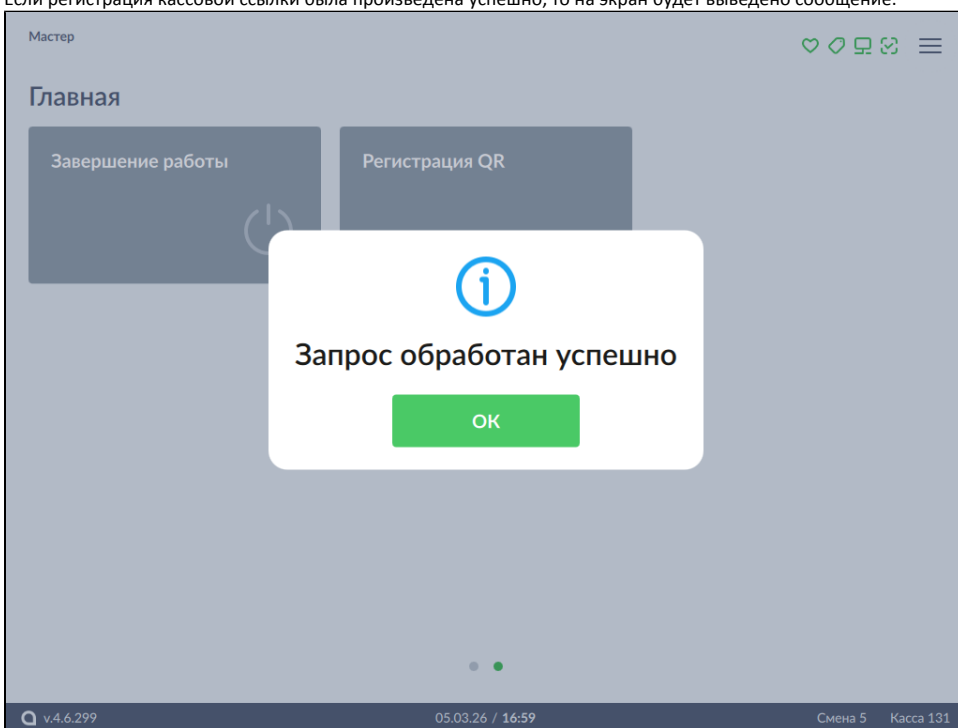 Если регистрация кассовой ссылки была произведена успешно, то на экран будет выведено сообщение:
Мастер
Главная
Завершение работы
Регистрация QR
Запрос обработан успешно
ОК
v.4.6.299
05.03.26 / 16:59
Смена 5 Касса 131